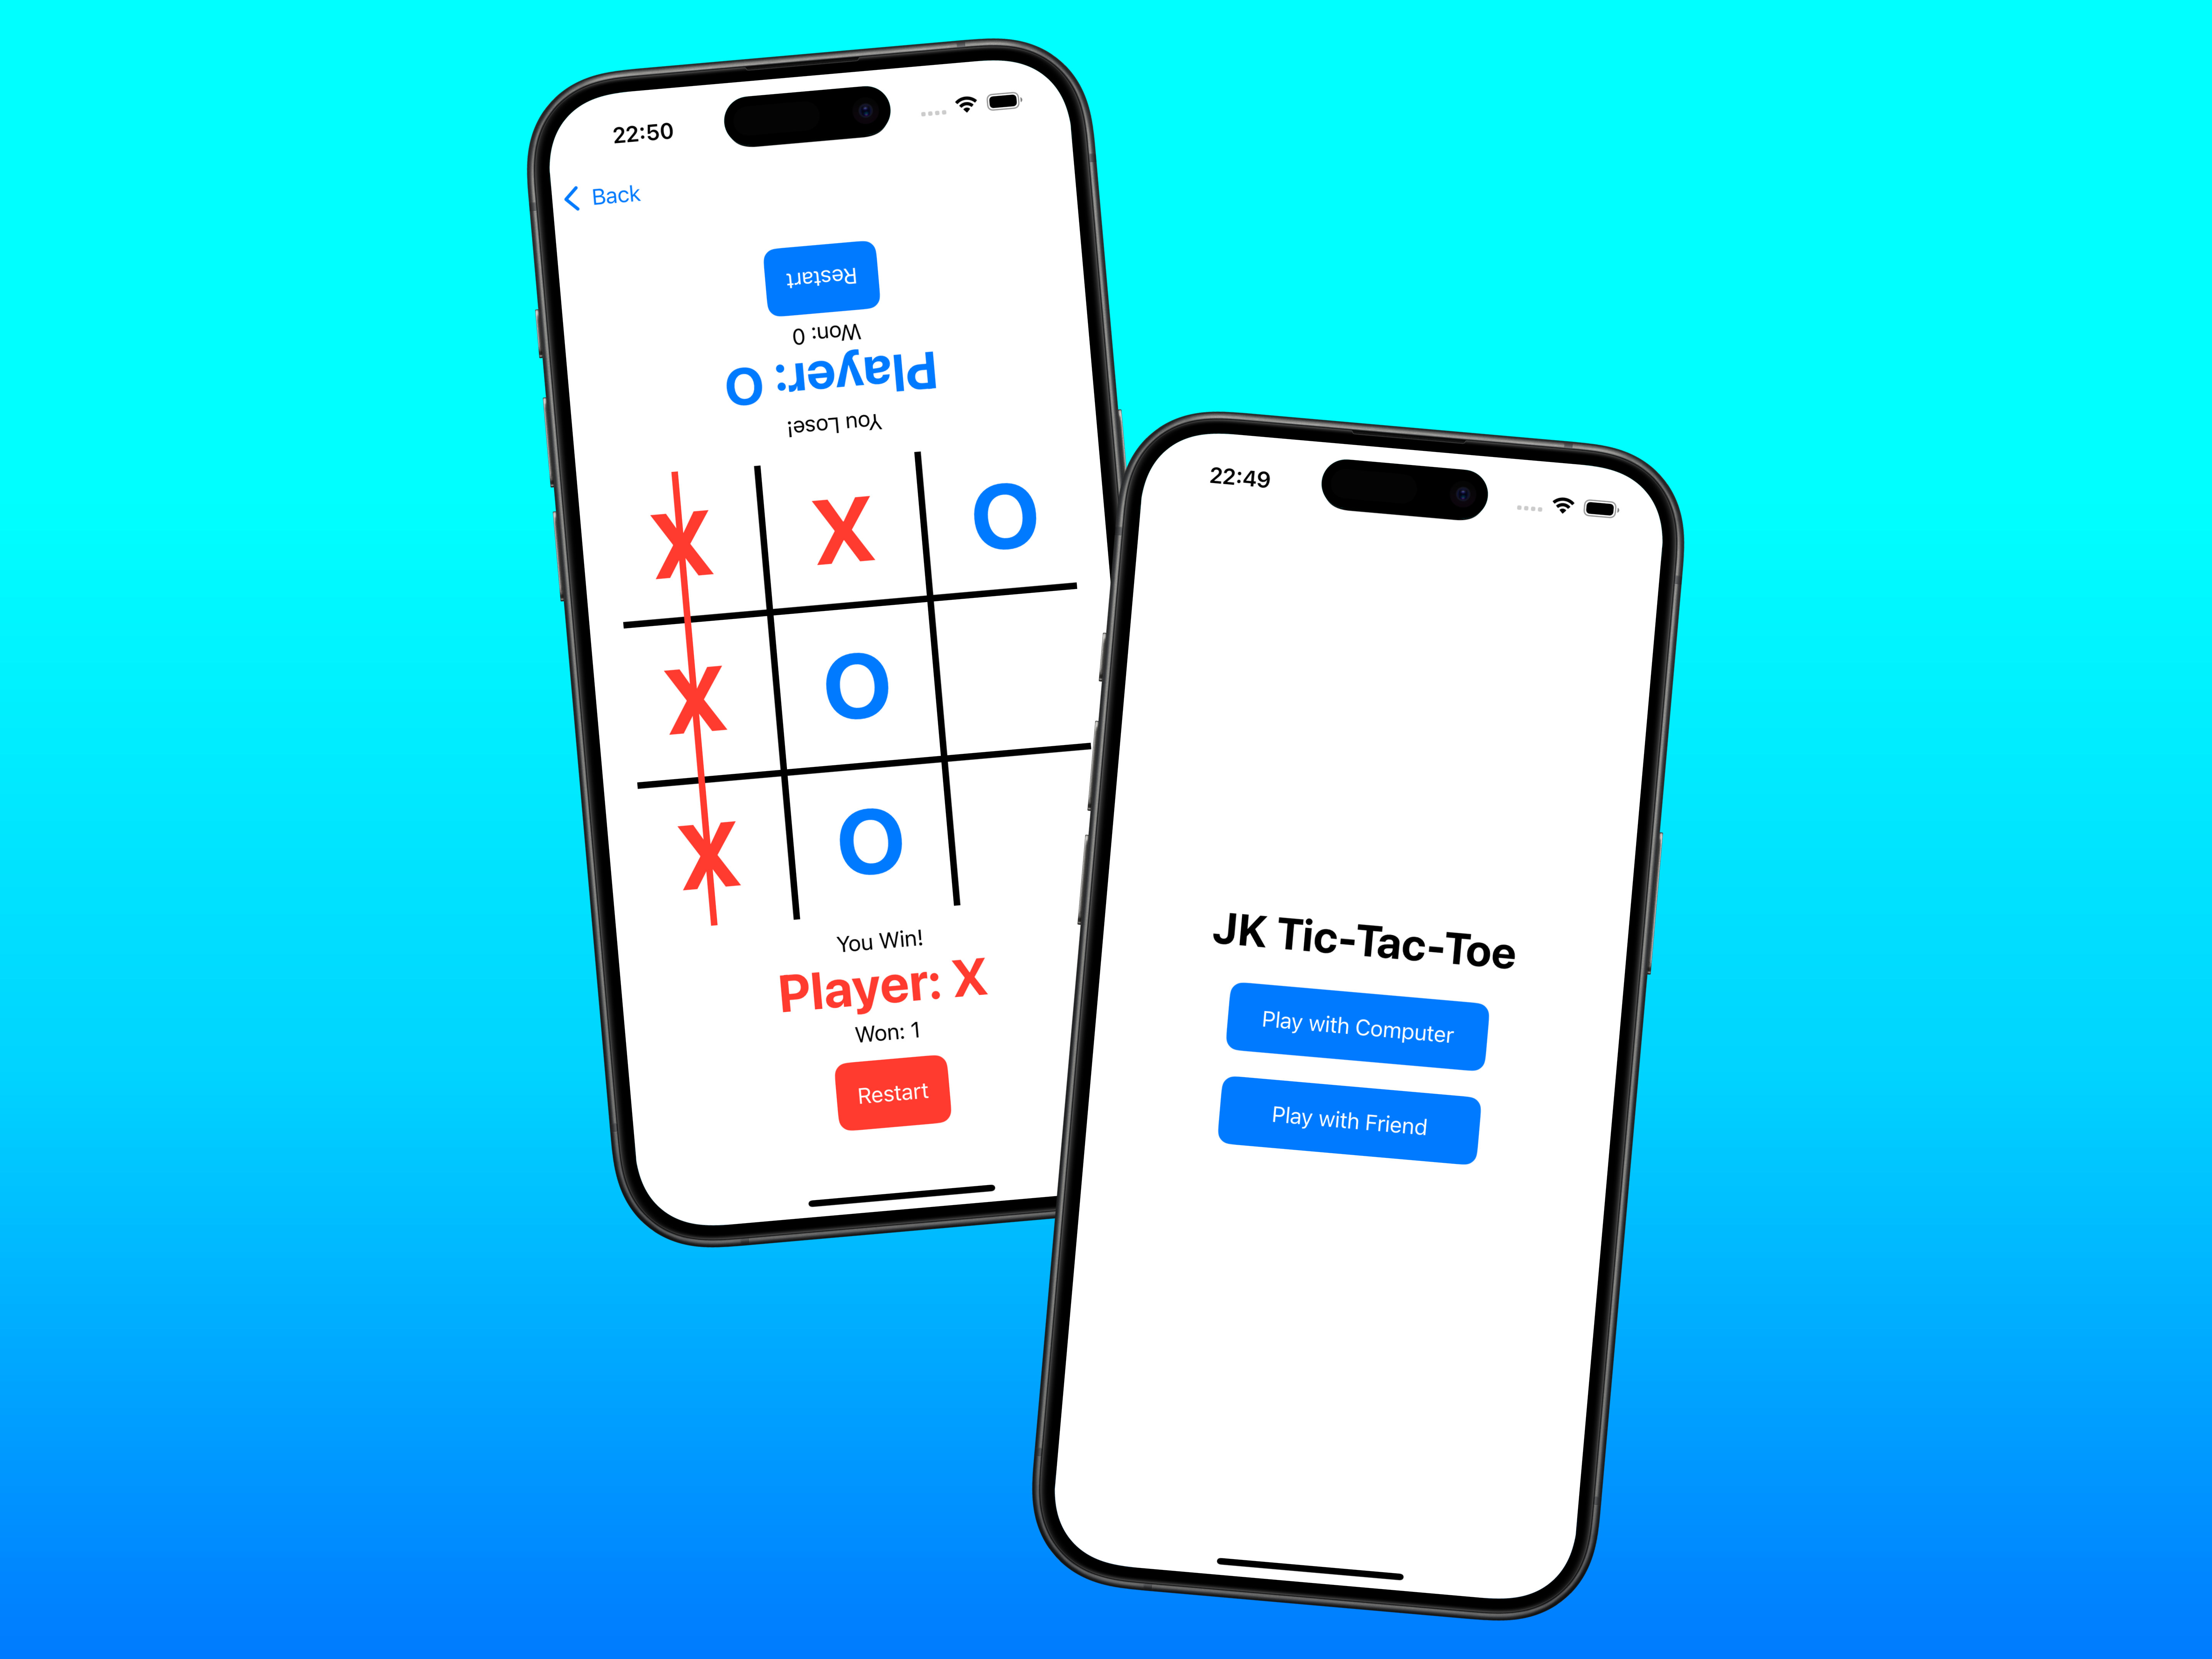 22:50
Back
Restart
Won: 0
Player: O
You Lose!
X X O
X O
X O
You Win!
Player: X
Won: 1
Restart
22:49
JK Tic-Tac-Toe
Play with Computer
Play with Friend